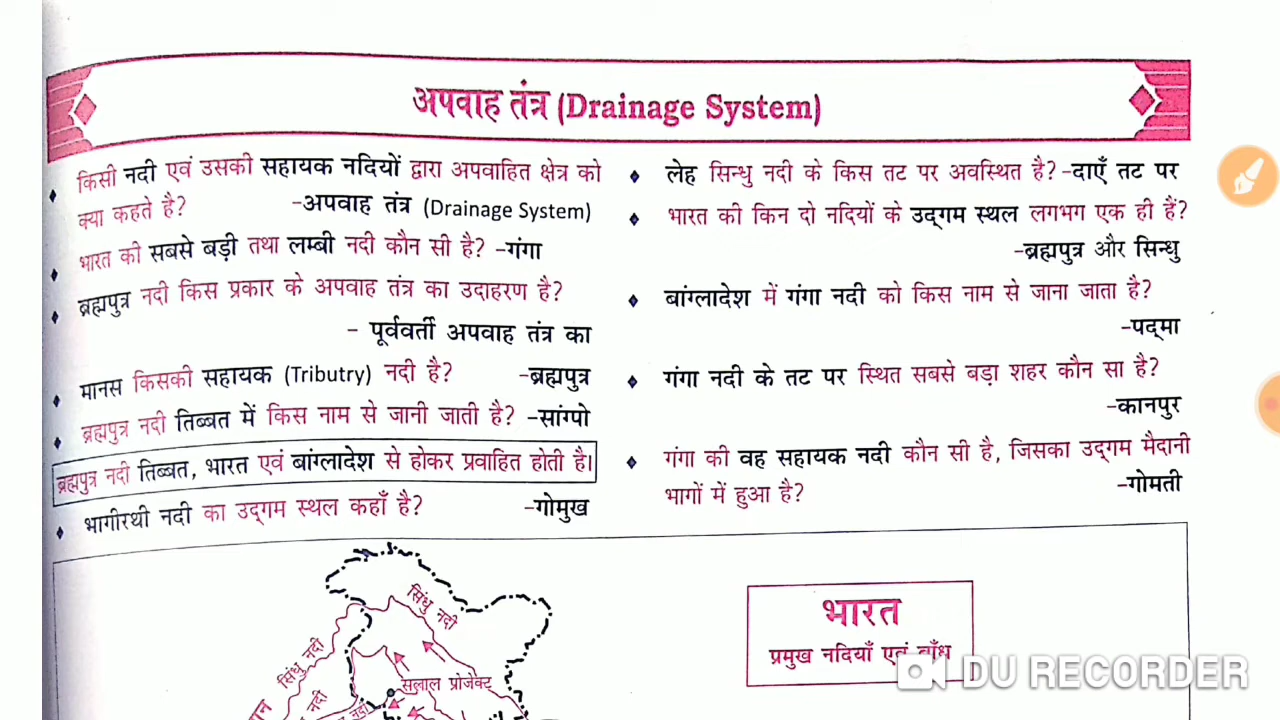 अपवाह तंत्र (Drainage System)
किसी नदी एवं उसकी सहायक नदियों द्वारा अपवाहित क्षेत्र को
क्या कहते है? -अपवाह तंत्र (Drainage System)
भारत की सबसे बड़ी तथा लम्बी नदी कौन सी है? -गंगा
ब्रह्मपुत्र नदी किस प्रकार के अपवाह तंत्र का उदाहरण है?
- पूर्ववर्ती अपवाह तंत्र का
मानस किसकी सहायक (Tributry) नदी है? -ब्रह्मपुत्र
ब्रह्मपुत्र नदी तिब्बत में किस नाम से जानी जाती है? -सांग्पो
ब्रह्मपुत्र नदी तिब्बत, भारत एवं बांग्लादेश से होकर प्रवाहित होती है।
भागीरथी नदी का उद्गम स्थल कहाँ है? -गोमुख
लेह सिन्धु नदी के किस तट पर अवस्थित है? -दाएँ तट पर
भारत की किन दो नदियों के उद्गम स्थल लगभग एक ही हैं?
-ब्रह्मपुत्र और सिन्धु
बांग्लादेश में गंगा नदी को किस नाम से जाना जाता है?
-पद्मा
गंगा नदी के तट पर स्थित सबसे बड़ा शहर कौन सा है?
-कानपुर
गंगा की वह सहायक नदी कौन सी है, जिसका उद्गम मैदानी
भागों में हुआ है? -गोमती
सिंधु नदी
सिंधु नदी
सलाल प्रोजेक्ट
नदी
नदी
भारत
प्रमुख नदियाँ एवं बाँध
DU RECORDER